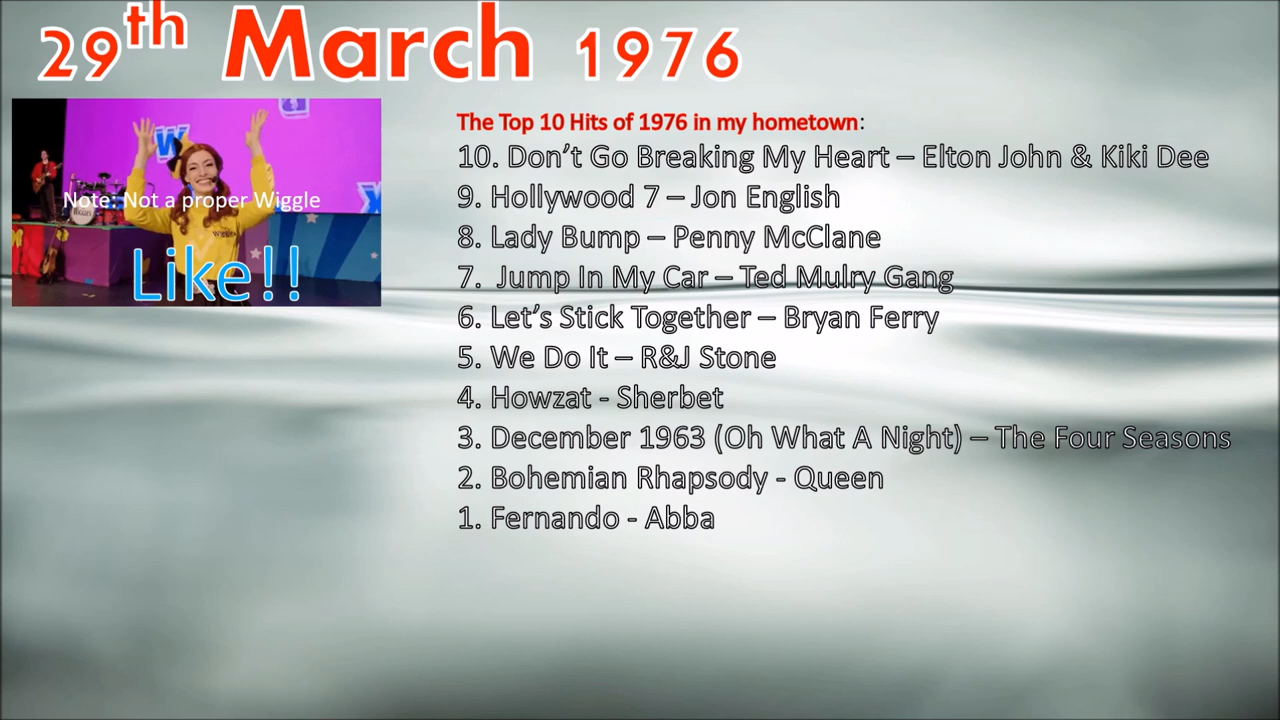 29th March 1976
Note: Not a proper Wiggle
Like!!
The Top 10 Hits of 1976 in my hometown:
10. Don’t Go Breaking My Heart – Elton John & Kiki Dee
9. Hollywood 7 – Jon English
8. Lady Bump – Penny McClane
7.  Jump In My Car – Ted Mulry Gang
6. Let’s Stick Together – Bryan Ferry
5. We Do It – R&J Stone
4. Howzat - Sherbet
3. December 1963 (Oh What A Night) – The Four Seasons
2. Bohemian Rhapsody - Queen
1. Fernando - Abba